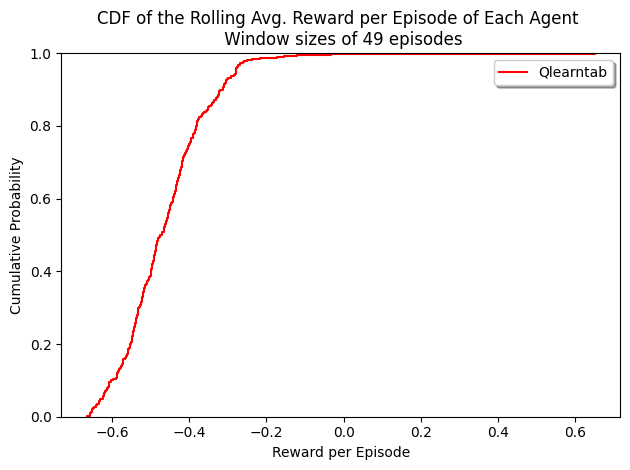 CDF of the Rolling Avg. Reward per Episode of Each Agent
Window sizes of 49 episodes
Qlearntab
1.0
0.8
0.6
0.4
0.2
0.0
Cumulative Probability
−0.6
−0.4
−0.2
0.0
0.2
0.4
0.6
Reward per Episode